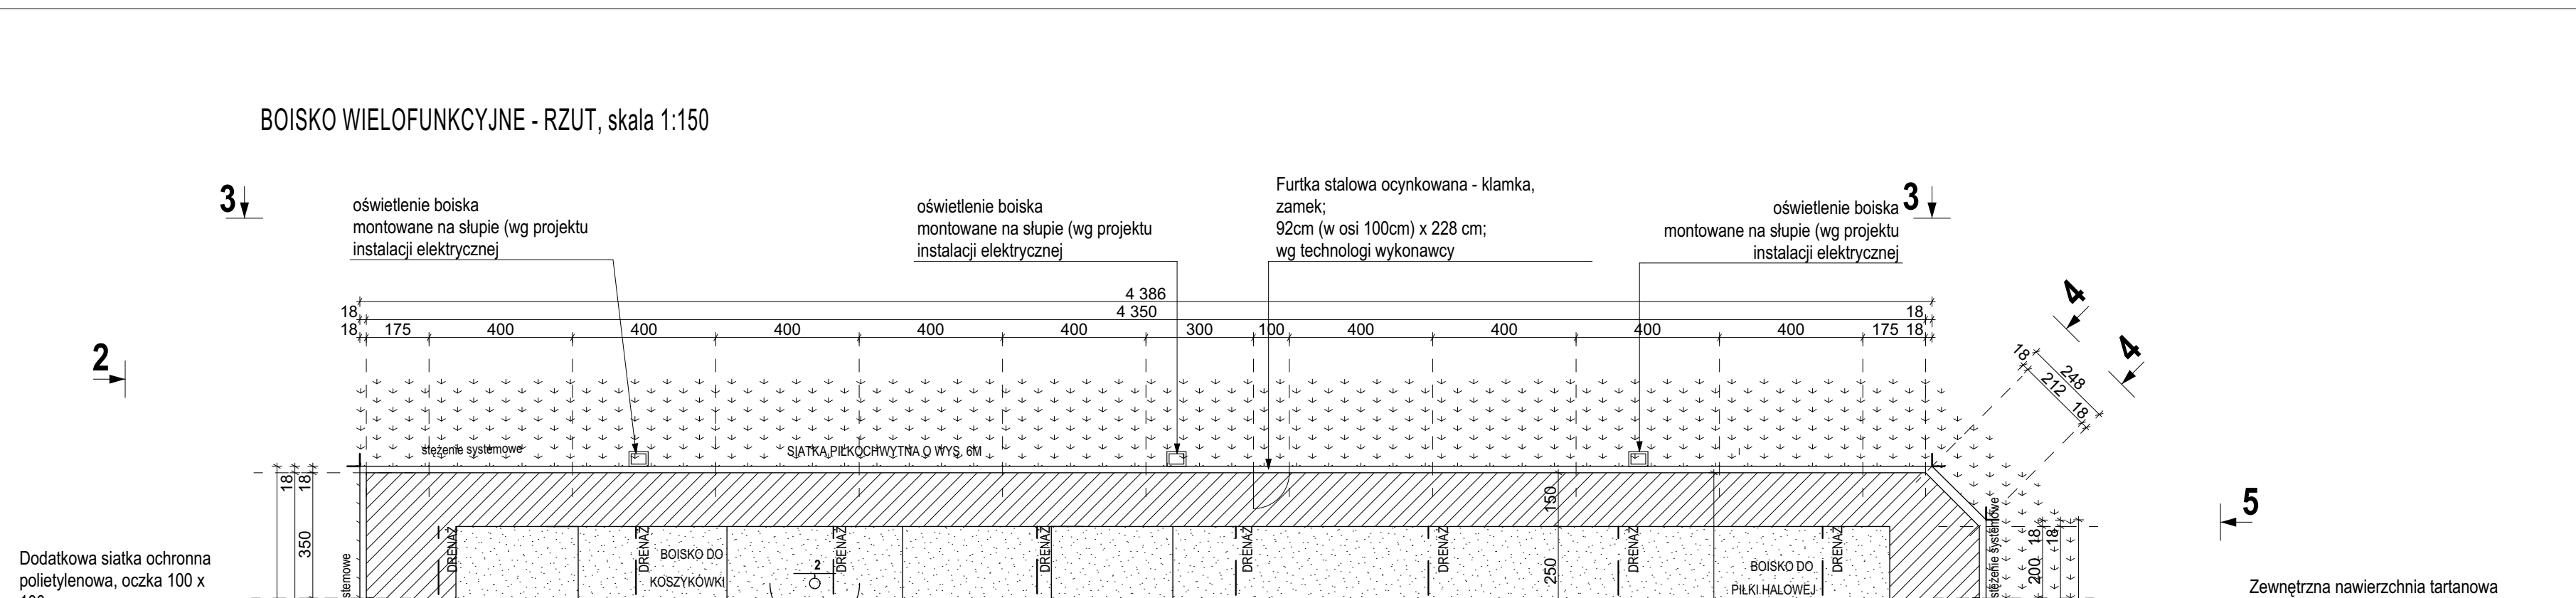 BOISKO WIELOFUNKCYJNE - RZUT, skala 1:150
3
oświetlenie boiska
montowane na słupie (wg projektu
instalacji elektrycznej
oświetlenie boiska
montowane na słupie (wg projektu
instalacji elektrycznej
Furtka stalowa ocynkowana - klamka,
zamek;
92cm (w osi 100cm) x 228 cm;
wg technologi wykonawcy
oświetlenie boiska
montowane na słupie (wg projektu
instalacji elektrycznej
3
4
4
4 386
18 4 350 18
18 175 400 400 400 400 400 300 100 400 400 400 400 175 18
2
18 248
212 18
stężenie systemowe
SIATKA PIŁKOCHWYTNA O WYS. 6M
18 18
350
150
250
5
stężenie systemowe
18 18
200
DRENAŻ DRENAŻ DRENAŻ DRENAŻ DRENAŻ DRENAŻ DRENAŻ DRENAŻ
BOISKO DO
KOSZYKÓWKI
2
BOISKO DO
PIŁKI HALOWEJ
Dodatkowa siatka ochronna
polietylenowa, oczka 100 x
Zewnętrzna nawierzchnia tartanowa